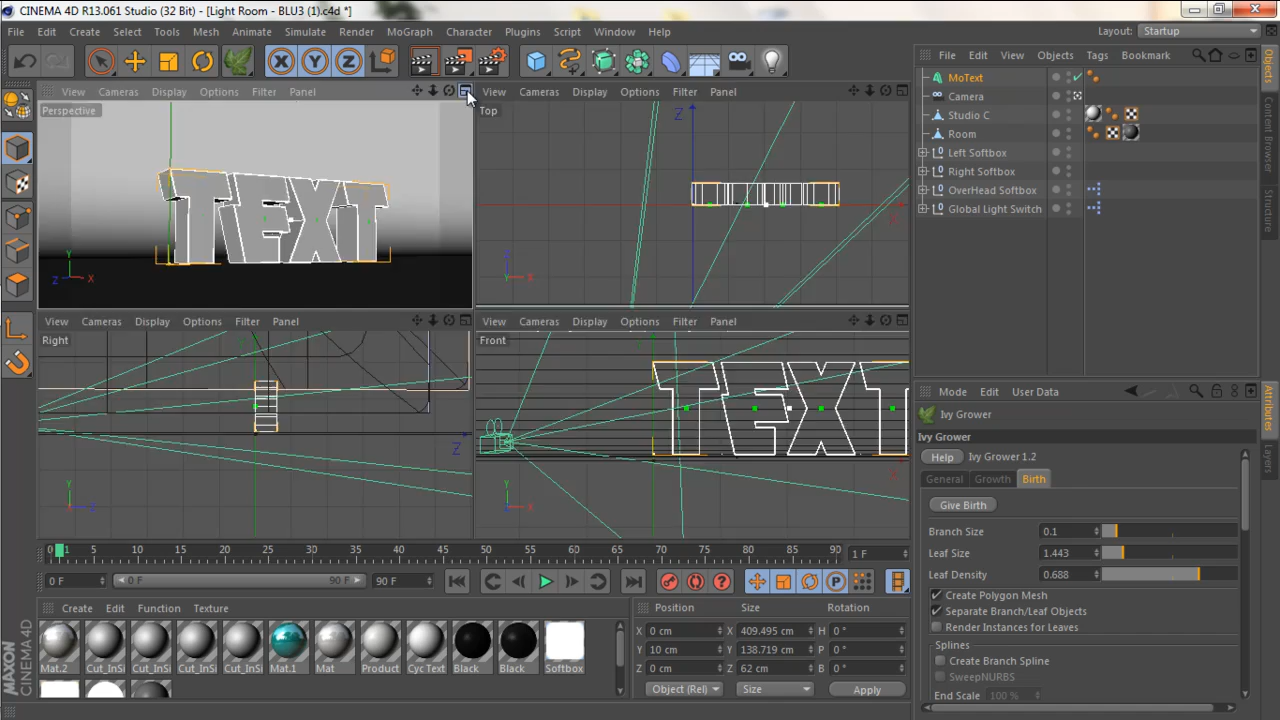 CINEMA 4D R13.061 Studio (32 Bit) - [Light Room - BLU3 (1).c4d *]
File Edit Create Select Tools Mesh Animate Simulate Render MoGraph Character Plugins Script Window Help
Layout: Startup
X Y Z
File Edit View Objects Tags Bookmark
View Cameras Display Options Filter Panel
View Cameras Display Options Filter Panel
Perspective
Top
TEXT
Z
Y
Z X
MoText
Camera
Studio C
Room
Left Softbox
Right Softbox
OverHead Softbox
Global Light Switch
Objects
Content Browser
Structure
View Cameras Display Options Filter Panel
View Cameras Display Options Filter Panel
Right
Front
TEXT
Z
Y
Y
Mode Edit User Data
Ivy Grower
Ivy Grower
Help Ivy Grower 1.2
General Growth Birth
Give Birth
Branch Size 0.1
Leaf Size 1.443
Leaf Density 0.688
Create Polygon Mesh
Separate Branch/Leaf Objects
Render Instances for Leaves
Splines
Create Branch Spline
SweepNURBS
End Scale 100 %
Attributes
Layers
0 1 5 10 15 20 25 30 35 40 45 50 55 60 65 70 75 80 85 90 1 F
0 F 0 F 90 F 90 F
P
Create Edit Function Texture
Mat.2 Cut_InSi Cut_InSi Cut_InSi Cut_InSi Mat.1 Mat Product Cyc Text Black Black Softbox
Position Size Rotation
X 0 cm X 409.495 cm H 0 °
Y 10 cm Y 138.719 cm P 0 °
Z 0 cm Z 62 cm B 0 °
Object (Rel) Size Apply
MAXON
CINEMA 4D